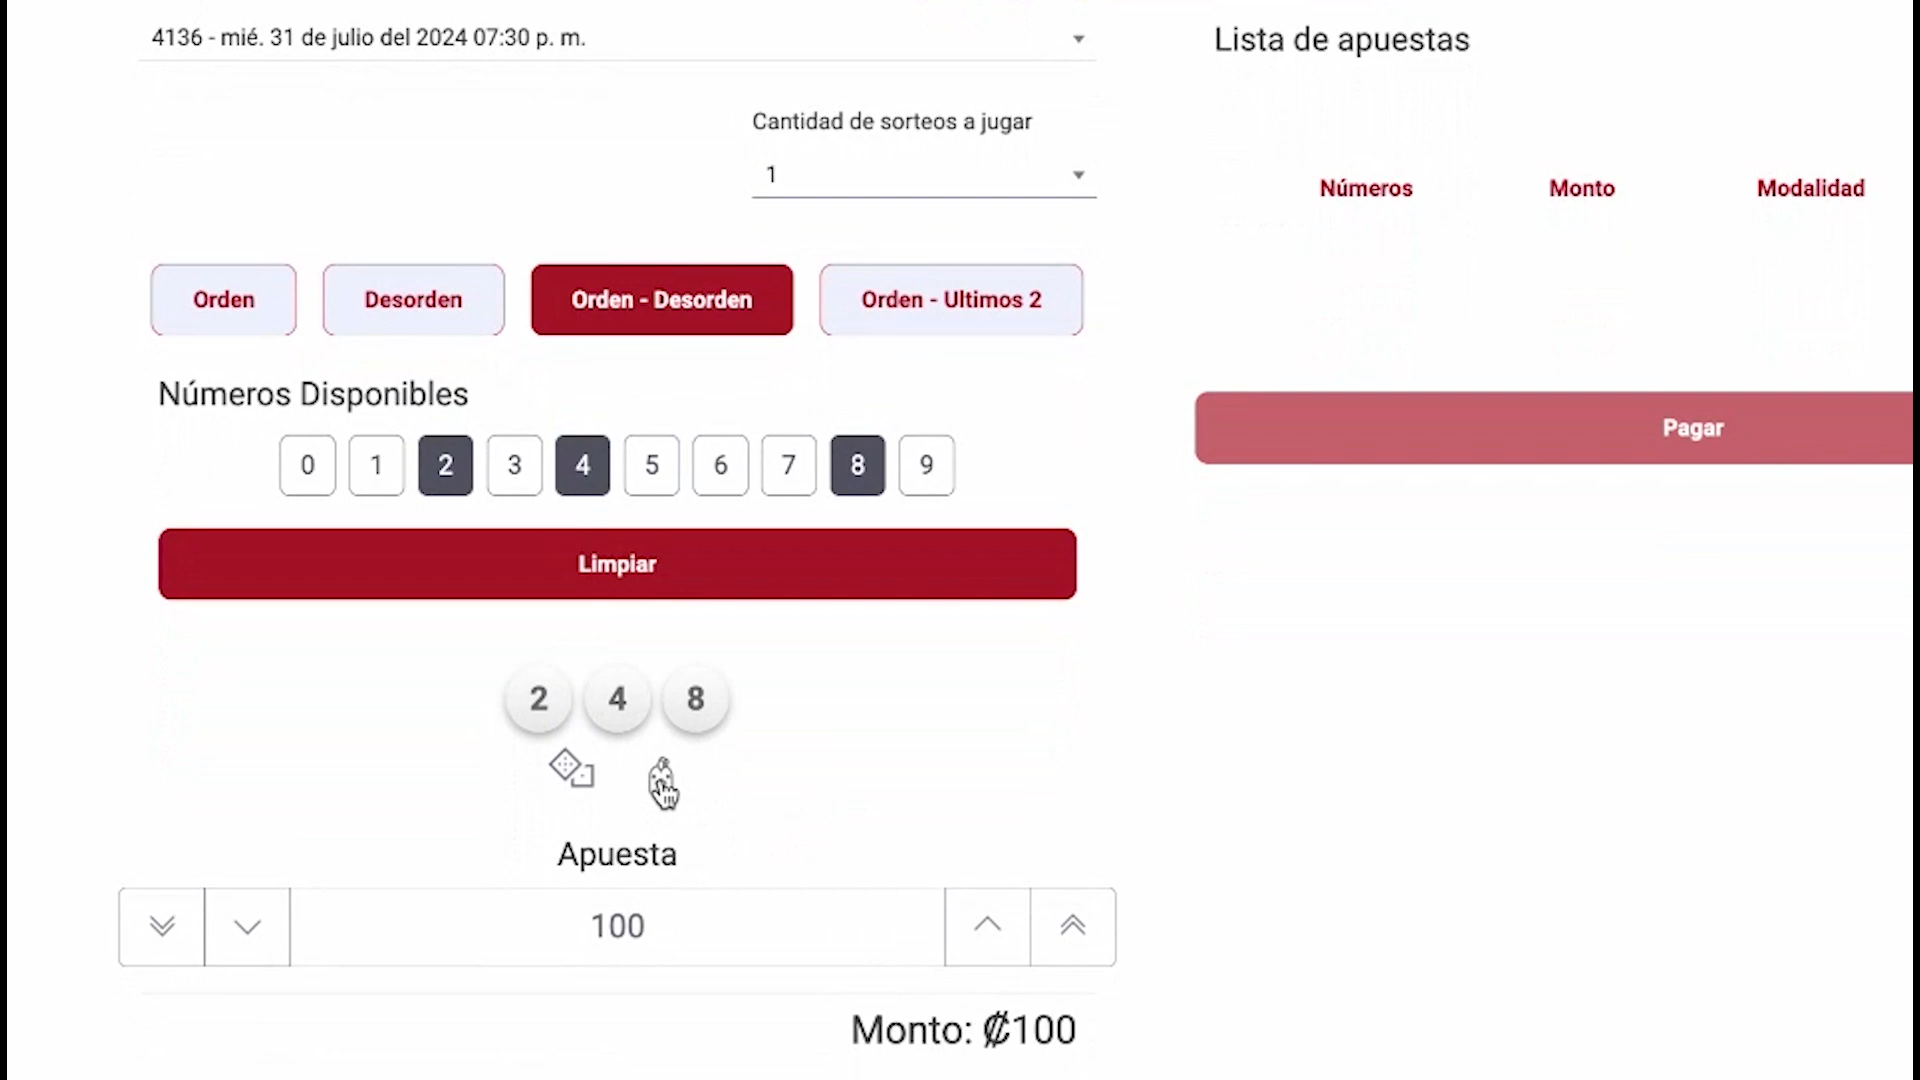 4136 - mié. 31 de julio del 2024 07:30 p. m.
Cantidad de sorteos a jugar
1
Orden
Desorden
Orden - Desorden
Orden - Ultimos 2
Números Disponibles
0 1 2 3 4 5 6 7 8 9
Limpiar
2 4 8
Apuesta
100
Monto: ₡100
Lista de apuestas
Números Monto Modalidad
Pagar